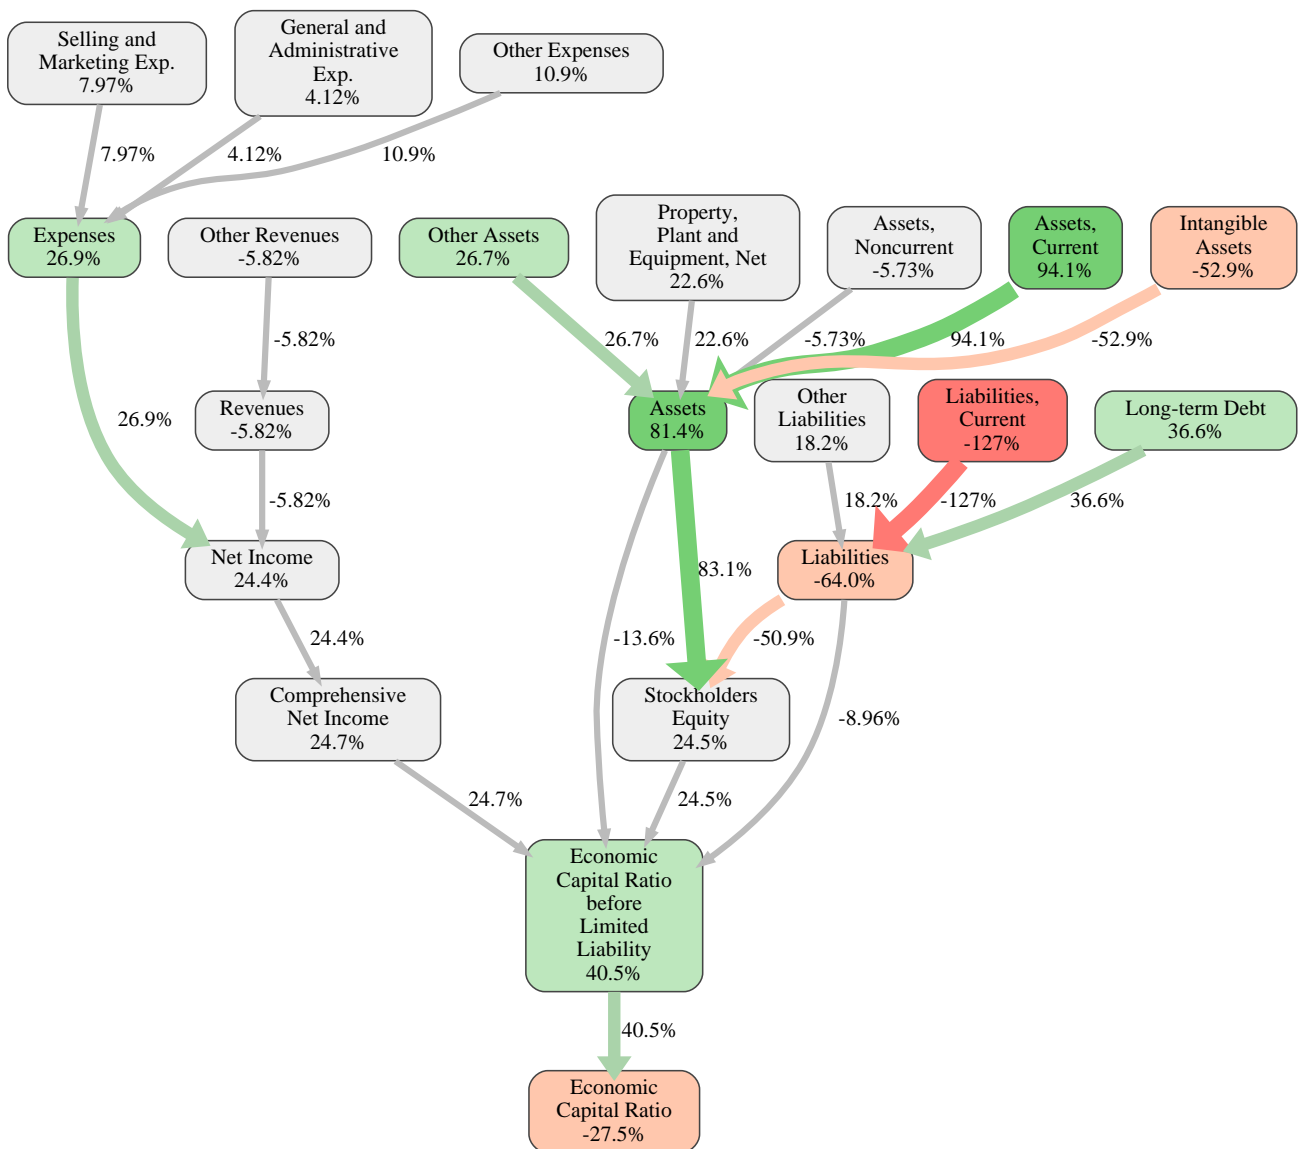 Selling and
Marketing Exp.
7.97%
General and
Administrative
Exp.
4.12%
Other Expenses
10.9%
7.97%
4.12%
10.9%
Expenses
26.9%
Other Revenues
-5.82%
Other Assets
26.7%
Property,
Plant and
Equipment, Net
22.6%
Assets,
Noncurrent
-5.73%
Assets,
Current
94.1%
Intangible
Assets
-52.9%
-5.82%
26.7%
22.6%
-5.73%
94.1%
-52.9%
26.9%
Revenues
-5.82%
Assets
81.4%
Other
Liabilities
18.2%
Liabilities,
Current
-127%
Long-term Debt
36.6%
-5.82%
18.2%
-127%
36.6%
Net Income
24.4%
83.1%
Liabilities
-64.0%
24.4%
-13.6%
-50.9%
Comprehensive
Net Income
24.7%
Stockholders
Equity
24.5%
-8.96%
24.7%
24.5%
Economic
Capital Ratio
before
Limited
Liability
40.5%
40.5%
Economic
Capital Ratio
-27.5%